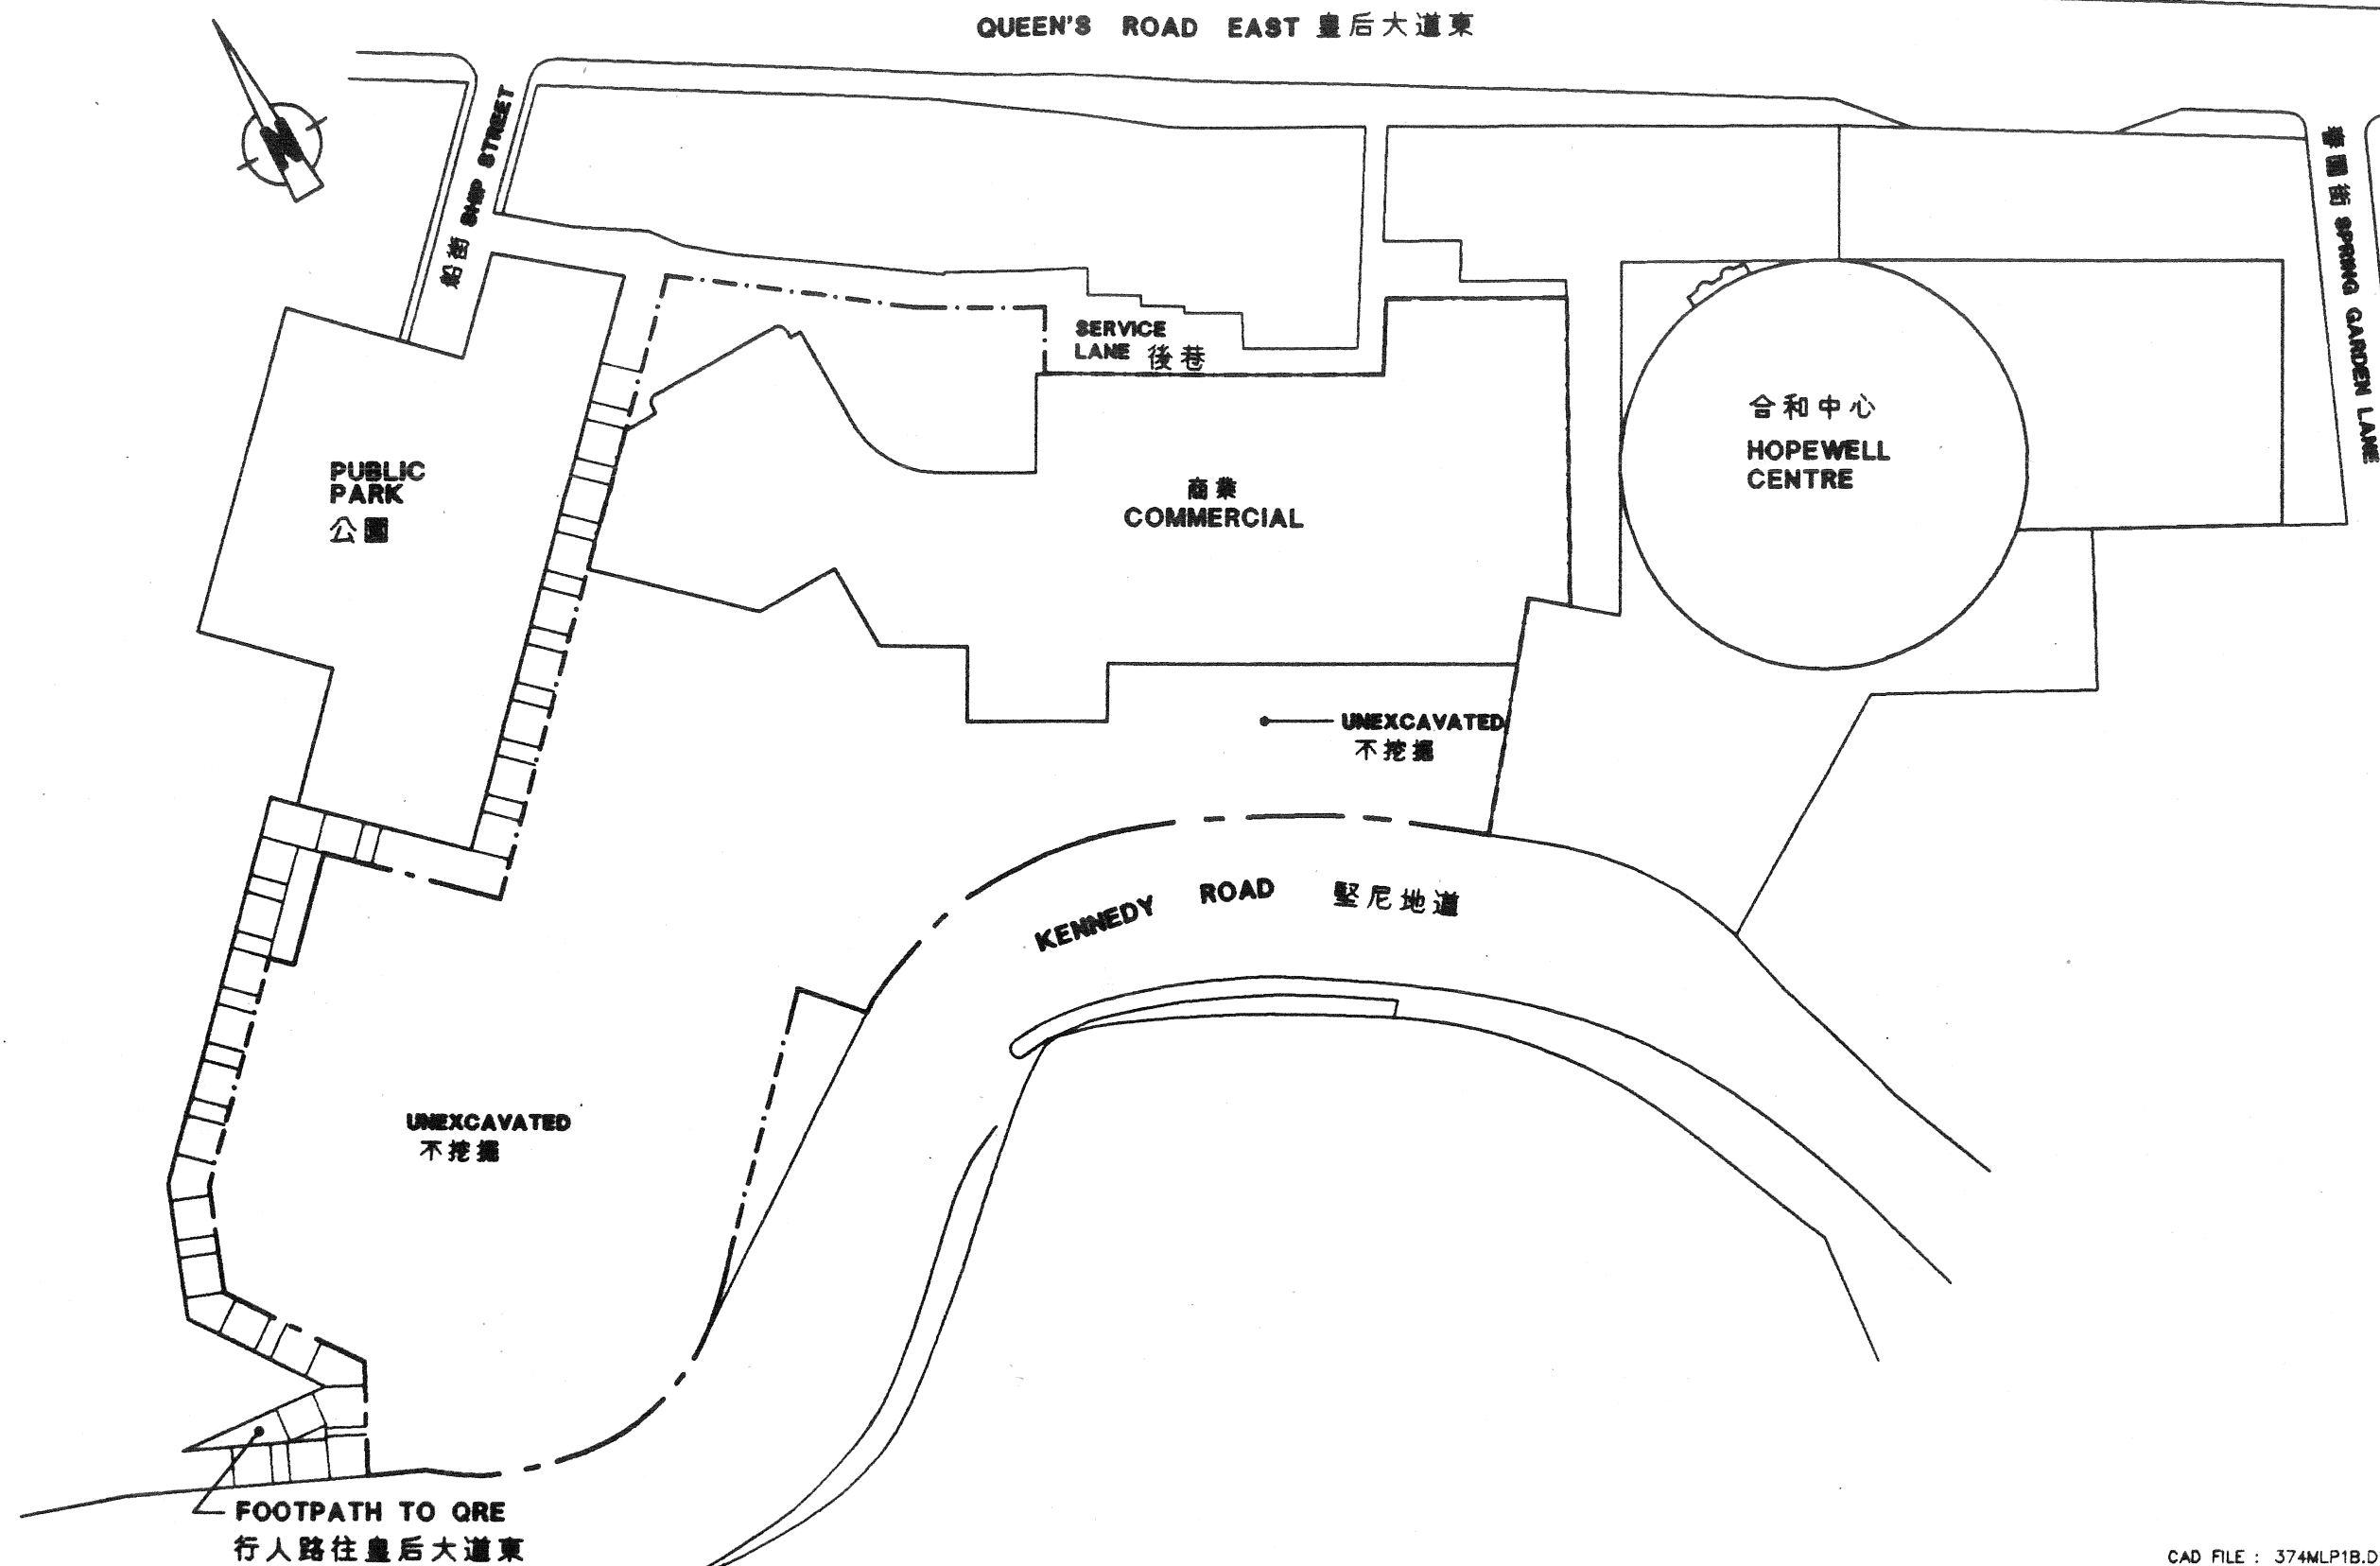 QUEEN'S ROAD EAST 皇后大道東
N
船街 SHIP STREET
春園街 SPRING GARDEN LANE
SERVICE
LANE 後巷
合和中心
HOPEWELL
CENTRE
PUBLIC
PARK
公園
商業
COMMERCIAL
UNEXCAVATED
不挖掘
KENNEDY ROAD 堅尼地道
UNEXCAVATED
不挖掘
FOOTPATH TO QRE
行人路往皇后大道東
CAD FILE : 374MLP1B.D